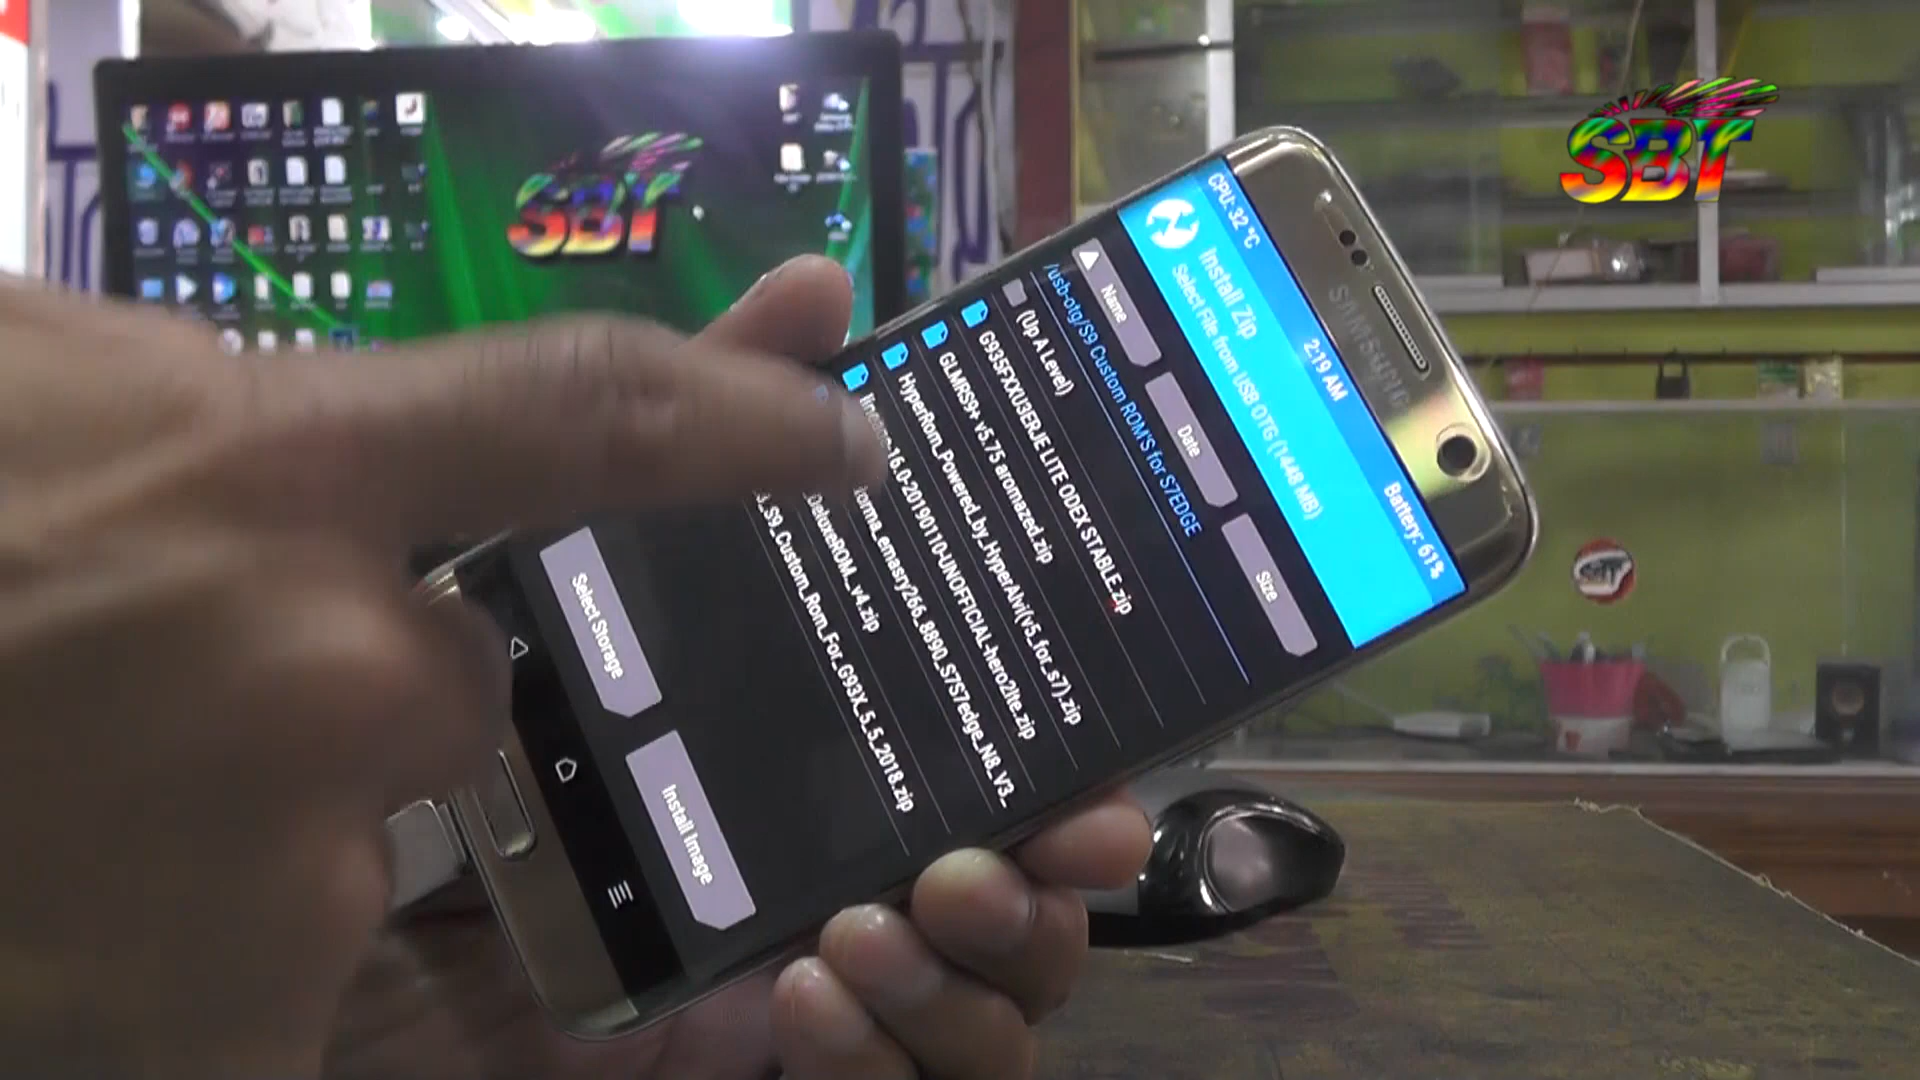 SBT
SBT
SAMSUNG
CPU: 32 °C
2:19 AM
Battery: 61%
Install Zip
Select File from USB OTG (1448 MB)
Name
Date
Size
/usb-otg/S9 Custom ROM'S for S7EDGE
(Up A Level)
G935FXXU3ERJE LITE ODEX STABLE.zip
GLMRS9+ v5.75 aromazed.zip
HyperRom_Powered_by_HyperAlvi(v5_for_s7).zip
16.0-20190110-UNOFFICIAL-hero2lte.zip
emasry266_8890_S7S7edge_N8_V3_
DeluxeROM_v4.zip
S9_Custom_Rom_For_G93X_5_5_2018.zip
Select Storage
Install Image